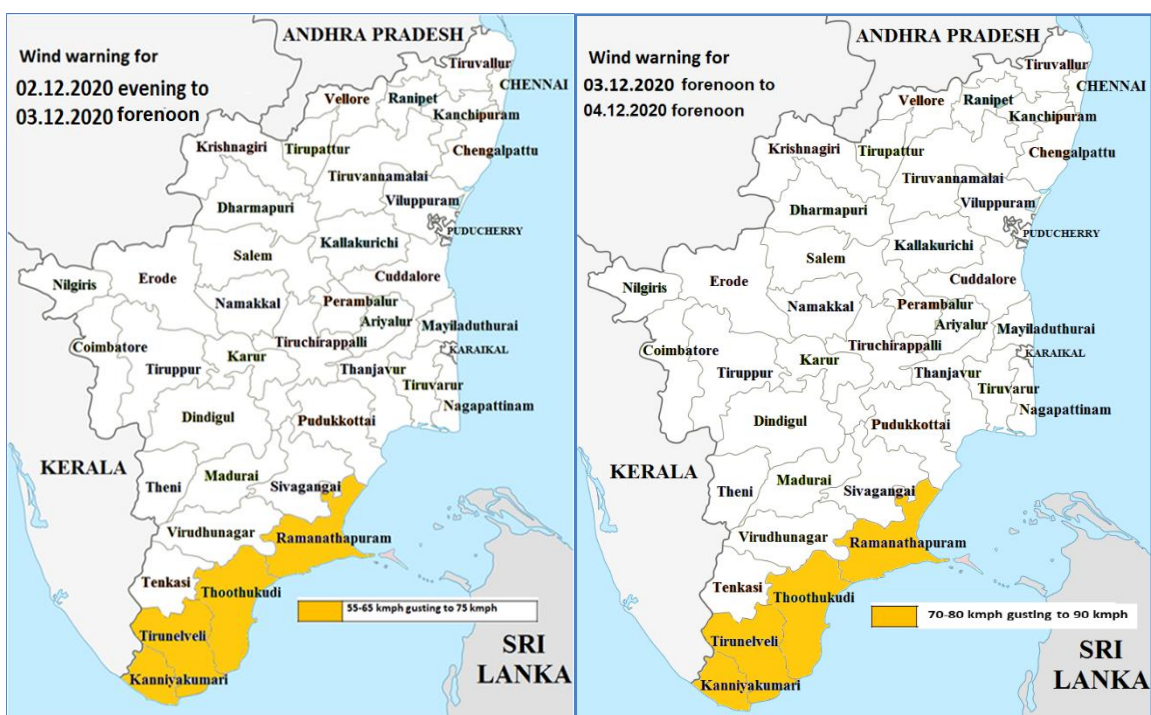 ANDHRA PRADESH
Wind warning for
02.12.2020 evening to
03.12.2020 forenoon
Tiruvallur
CHENNAI
Vellore
Ranipet
Kanchipuram
Krishnagiri
Tirupattur
Chengalpattu
Tiruvannamalai
Viluppuram
Dharmapuri
PUDUCHERRY
Kallakurichi
Salem
Cuddalore
Nilgiris
Erode
Namakkal
Perambalur
Ariyalur
Mayiladuthurai
Coimbatore
Tiruchirappalli
KARAIKAL
Karur
Tiruppur
Thanjavur
Tiruvarur
Nagapattinam
Dindigul
Pudukkottai
KERALA
Madurai
Theni
Sivagangai
Virudhunagar
Ramanathapuram
Tenkasi
Thoothukudi
55-65 kmph gusting to 75 kmph
Tirunelveli
SRI
LANKA
Kanniyakumari
ANDHRA PRADESH
Wind warning for
03.12.2020 forenoon to
04.12.2020 forenoon
Tiruvallur
CHENNAI
Vellore
Ranipet
Kanchipuram
Krishnagiri
Tirupattur
Chengalpattu
Tiruvannamalai
Viluppuram
Dharmapuri
PUDUCHERRY
Kallakurichi
Salem
Cuddalore
Nilgiris
Erode
Namakkal
Perambalur
Ariyalur
Mayiladuthurai
Coimbatore
Tiruchirappalli
KARAIKAL
Karur
Tiruppur
Thanjavur
Tiruvarur
Nagapattinam
Dindigul
Pudukkottai
KERALA
Madurai
Theni
Sivagangai
Virudhunagar
Ramanathapuram
Tenkasi
Thoothukudi
70-80 kmph gusting to 90 kmph
Tirunelveli
SRI
LANKA
Kanniyakumari